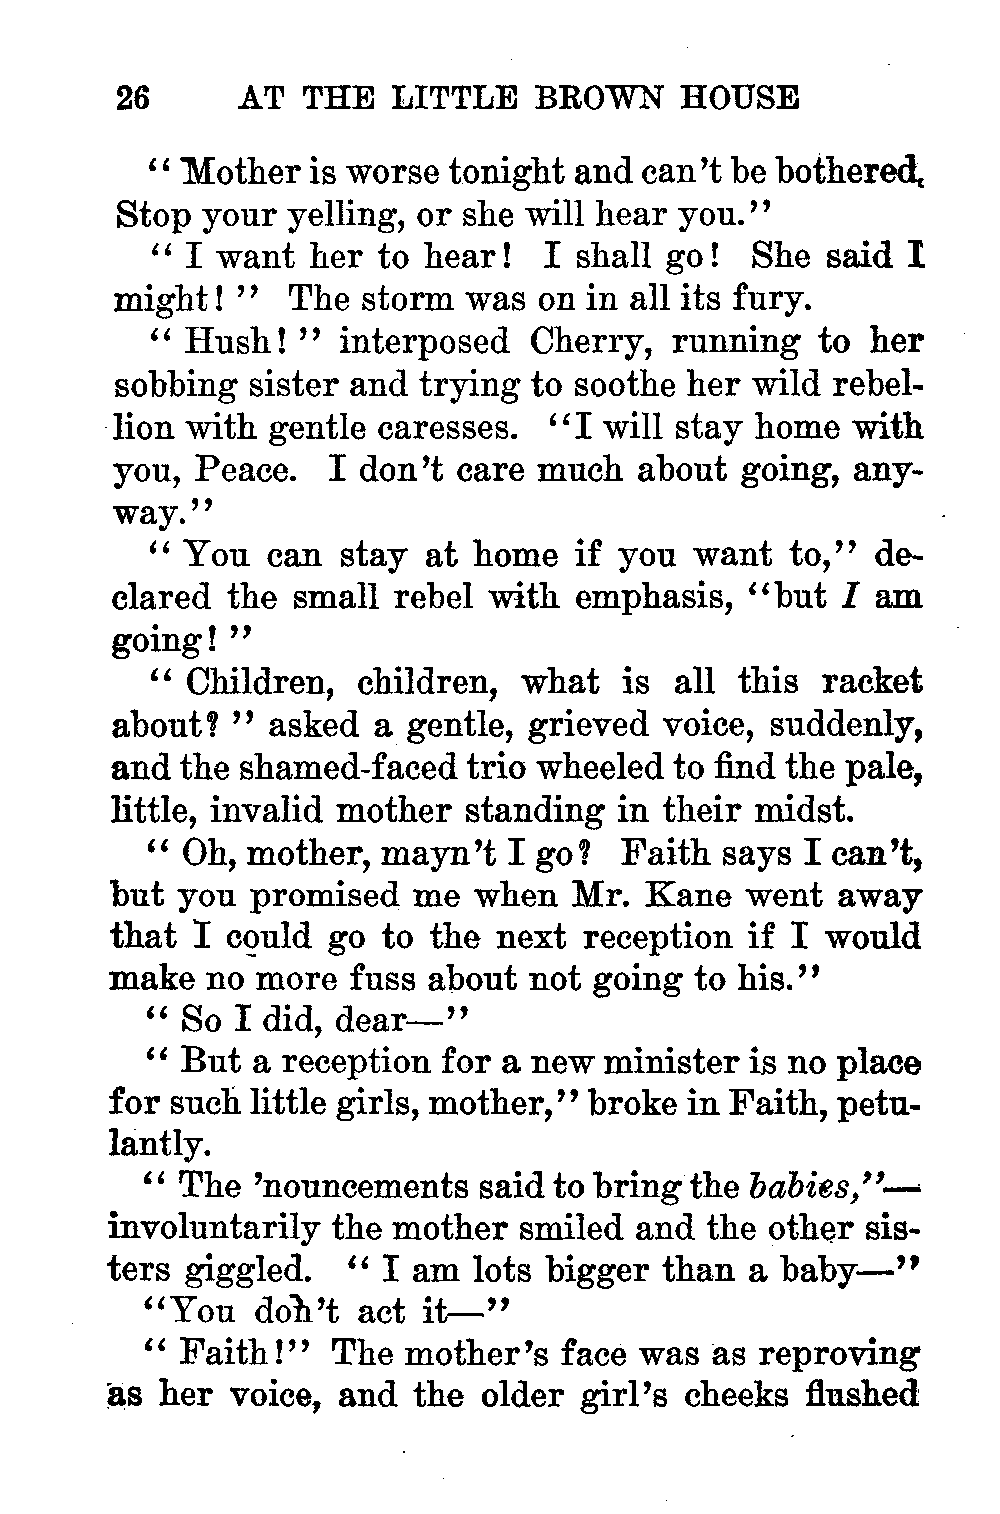 26 AT THE LITTLE BROWN HOUSE
" Mother is worse tonight and can't be bothered.
Stop your yelling, or she will hear you."
" I want her to hear! I shall go! She said I
might! " The storm was on in all its fury.
" Hush! " interposed Cherry, running to her
sobbing sister and trying to soothe her wild rebel-
lion with gentle caresses. "I will stay home with
you, Peace. I don't care much about going, any-
way."
" You can stay at home if you want to," de-
clared the small rebel with emphasis, "but I am
going! "
" Children, children, what is all this racket
about? " asked a gentle, grieved voice, suddenly,
and the shamed-faced trio wheeled to find the pale,
little, invalid mother standing in their midst.
" Oh, mother, mayn't I go? Faith says I can't,
but you promised me when Mr. Kane went away
that I could go to the next reception if I would
make no more fuss about not going to his."
" So I did, dear—"
" But a reception for a new minister is no place
for such little girls, mother," broke in Faith, petu-
lantly.
" The 'nouncements said to bring the babies,"—
involuntarily the mother smiled and the other sis-
ters giggled. " I am lots bigger than a baby—"
"You don't act it—"
" Faith!" The mother's face was as reproving
as her voice, and the older girl's cheeks flushed